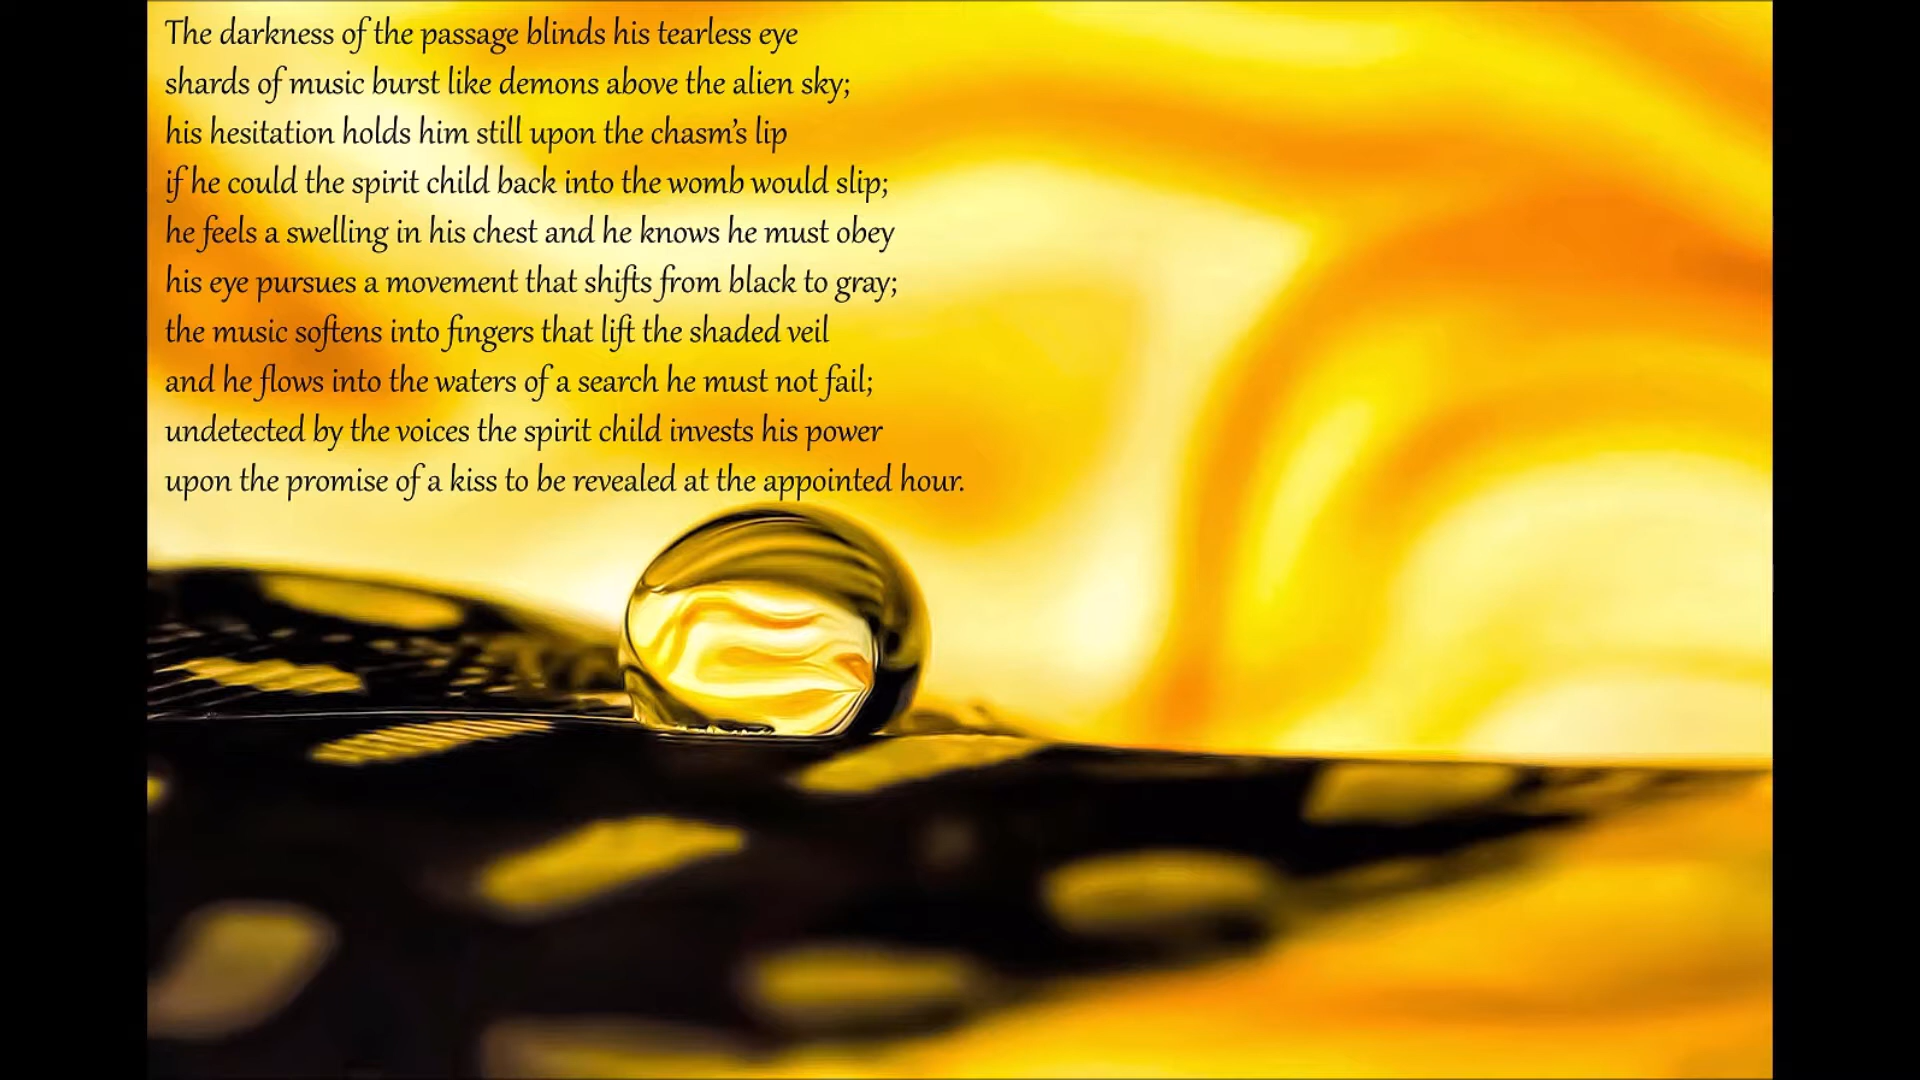 The darkness of the passage blinds his tearless eye
shards of music burst like demons above the alien sky;
his hesitation holds him still upon the chasm’s lip
if he could the spirit child back into the womb would slip;
he feels a swelling in his chest and he knows he must obey
his eye pursues a movement that shifts from black to gray;
the music softens into fingers that lift the shaded veil
and he flows into the waters of a search he must not fail;
undetected by the voices the spirit child invests his power
upon the promise of a kiss to be revealed at the appointed hour.